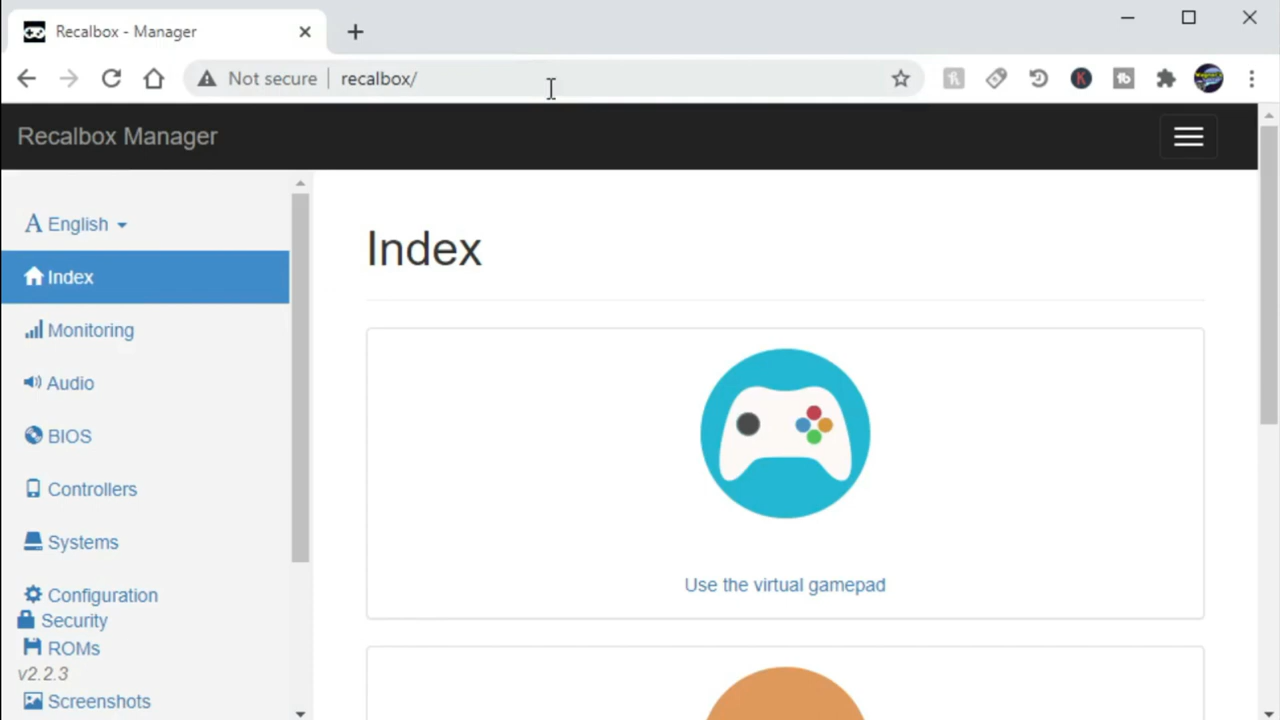 Recalbox - Manager
Not secure
recalbox/
Recalbox Manager
English
Index
Monitoring
Audio
BIOS
Controllers
Systems
Configuration
Security
ROMs
v2.2.3
Screenshots
Index
Use the virtual gamepad